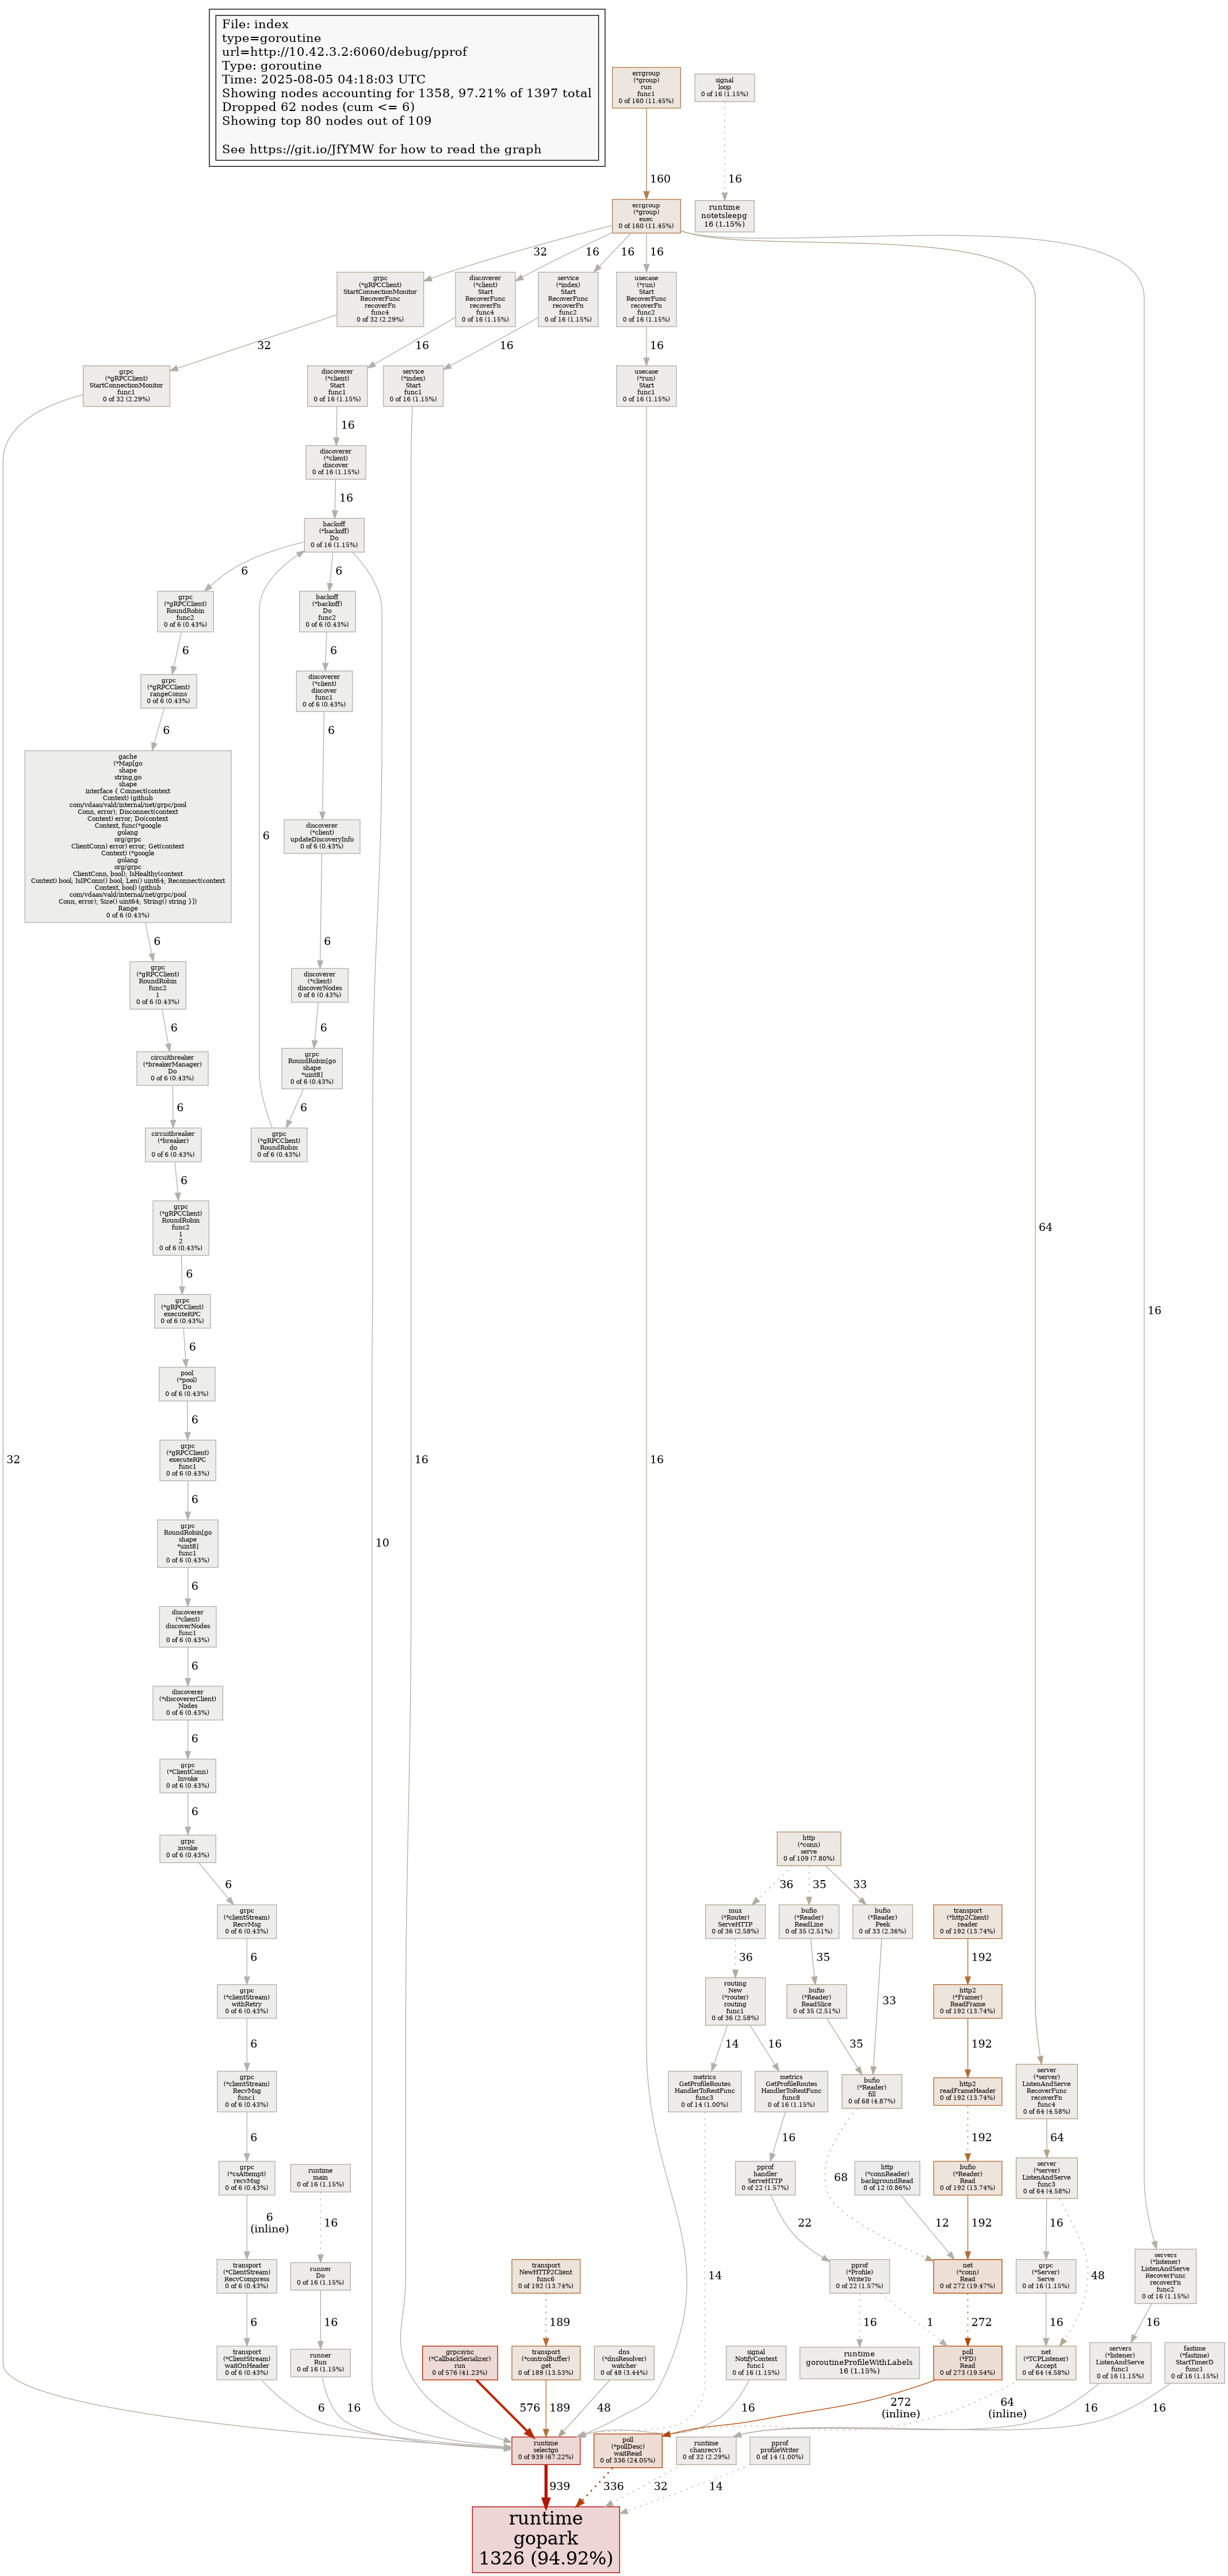 File: index
type=goroutine
url=http://10.42.3.2:6060/debug/pprof
Type: goroutine
Time: 2025-08-05 04:18:03 UTC
Showing nodes accounting for 1358, 97.21% of 1397 total
Dropped 62 nodes (cum <= 6)
Showing top 80 nodes out of 109
See https://git.io/JfYMW for how to read the graph
errgroup
(*group)
run
func1
0 of 160 (11.45%)
signal
loop
0 of 16 (1.15%)
160
16
errgroup
(*group)
exec
0 of 160 (11.45%)
runtime
notetsleepg
16 (1.15%)
32
16
16
16
grpc
(*gRPCClient)
StartConnectionMonitor
RecoverFunc
recoverFn
func4
0 of 32 (2.29%)
discoverer
(*client)
Start
RecoverFunc
recoverFn
func4
0 of 16 (1.15%)
service
(*index)
Start
RecoverFunc
recoverFn
func2
0 of 16 (1.15%)
usecase
(*run)
Start
RecoverFunc
recoverFn
func2
0 of 16 (1.15%)
32
16
16
16
grpc
(*gRPCClient)
StartConnectionMonitor
func1
0 of 32 (2.29%)
discoverer
(*client)
Start
func1
0 of 16 (1.15%)
service
(*index)
Start
func1
0 of 16 (1.15%)
usecase
(*run)
Start
func1
0 of 16 (1.15%)
16
discoverer
(*client)
discover
0 of 16 (1.15%)
16
backoff
(*backoff)
Do
0 of 16 (1.15%)
6
6
grpc
(*gRPCClient)
RoundRobin
func2
0 of 6 (0.43%)
backoff
(*backoff)
Do
func2
0 of 6 (0.43%)
6
6
grpc
(*gRPCClient)
rangeConns
0 of 6 (0.43%)
discoverer
(*client)
discover
func1
0 of 6 (0.43%)
6
6
gache
(*Map[go
shape
string,go
shape
interface { Connect(context
Context) (github
com/vdaas/vald/internal/net/grpc/pool
Conn, error); Disconnect(context
Context) error; Do(context
Context, func(*google
golang
org/grpc
ClientConn) error) error; Get(context
Context) (*google
golang
org/grpc
ClientConn, bool); IsHealthy(context
Context) bool; IsIPConn() bool; Len() uint64; Reconnect(context
Context, bool) (github
com/vdaas/vald/internal/net/grpc/pool
Conn, error); Size() uint64; String() string }])
Range
0 of 6 (0.43%)
6
discoverer
(*client)
updateDiscoveryInfo
0 of 6 (0.43%)
6
6
grpc
(*gRPCClient)
RoundRobin
func2
1
0 of 6 (0.43%)
discoverer
(*client)
discoverNodes
0 of 6 (0.43%)
6
6
circuitbreaker
(*breakerManager)
Do
0 of 6 (0.43%)
grpc
RoundRobin[go
shape
*uint8]
0 of 6 (0.43%)
6
6
circuitbreaker
(*breaker)
do
0 of 6 (0.43%)
grpc
(*gRPCClient)
RoundRobin
0 of 6 (0.43%)
6
grpc
(*gRPCClient)
RoundRobin
func2
1
2
0 of 6 (0.43%)
64
6
grpc
(*gRPCClient)
executeRPC
0 of 6 (0.43%)
16
6
pool
(*pool)
Do
0 of 6 (0.43%)
6
grpc
(*gRPCClient)
executeRPC
func1
0 of 6 (0.43%)
32
16
16
6
grpc
RoundRobin[go
shape
*uint8]
func1
0 of 6 (0.43%)
10
6
discoverer
(*client)
discoverNodes
func1
0 of 6 (0.43%)
6
discoverer
(*discovererClient)
Nodes
0 of 6 (0.43%)
6
grpc
(*ClientConn)
Invoke
0 of 6 (0.43%)
6
grpc
invoke
0 of 6 (0.43%)
http
(*conn)
serve
0 of 109 (7.80%)
6
36
35
33
grpc
(*clientStream)
RecvMsg
0 of 6 (0.43%)
mux
(*Router)
ServeHTTP
0 of 36 (2.58%)
bufio
(*Reader)
ReadLine
0 of 35 (2.51%)
bufio
(*Reader)
Peek
0 of 33 (2.36%)
transport
(*http2Client)
reader
0 of 192 (13.74%)
6
36
35
192
grpc
(*clientStream)
withRetry
0 of 6 (0.43%)
routing
New
(*router)
routing
func1
0 of 36 (2.58%)
bufio
(*Reader)
ReadSlice
0 of 35 (2.51%)
33
http2
(*Framer)
ReadFrame
0 of 192 (13.74%)
6
14
16
35
192
grpc
(*clientStream)
RecvMsg
func1
0 of 6 (0.43%)
metrics
GetProfileRoutes
HandlerToRestFunc
func3
0 of 14 (1.00%)
metrics
GetProfileRoutes
HandlerToRestFunc
func8
0 of 16 (1.15%)
bufio
(*Reader)
fill
0 of 68 (4.87%)
http2
readFrameHeader
0 of 192 (13.74%)
server
(*server)
ListenAndServe
RecoverFunc
recoverFn
func4
0 of 64 (4.58%)
6
16
192
64
grpc
(*csAttempt)
recvMsg
0 of 6 (0.43%)
runtime
main
0 of 16 (1.15%)
pprof
handler
ServeHTTP
0 of 22 (1.57%)
68
http
(*connReader)
backgroundRead
0 of 12 (0.86%)
bufio
(*Reader)
Read
0 of 192 (13.74%)
server
(*server)
ListenAndServe
func3
0 of 64 (4.58%)
6
(inline)
16
22
12
192
16
transport
(*ClientStream)
RecvCompress
0 of 6 (0.43%)
runner
Do
0 of 16 (1.15%)
transport
NewHTTP2Client
func6
0 of 192 (13.74%)
14
pprof
(*Profile)
WriteTo
0 of 22 (1.57%)
net
(*conn)
Read
0 of 272 (19.47%)
grpc
(*Server)
Serve
0 of 16 (1.15%)
48
servers
(*listener)
ListenAndServe
RecoverFunc
recoverFn
func2
0 of 16 (1.15%)
6
16
189
16
1
272
16
16
transport
(*ClientStream)
waitOnHeader
0 of 6 (0.43%)
runner
Run
0 of 16 (1.15%)
grpcsync
(*CallbackSerializer)
run
0 of 576 (41.23%)
transport
(*controlBuffer)
get
0 of 189 (13.53%)
dns
(*dnsResolver)
watcher
0 of 48 (3.44%)
signal
NotifyContext
func1
0 of 16 (1.15%)
runtime
goroutineProfileWithLabels
16 (1.15%)
poll
(*FD)
Read
0 of 273 (19.54%)
net
(*TCPListener)
Accept
0 of 64 (4.58%)
servers
(*listener)
ListenAndServe
func1
0 of 16 (1.15%)
fastime
(*fastime)
StartTimerD
func1
0 of 16 (1.15%)
6
16
576
189
48
16
272
(inline)
64
(inline)
16
16
runtime
selectgo
0 of 939 (67.22%)
poll
(*pollDesc)
waitRead
0 of 336 (24.05%)
runtime
chanrecv1
0 of 32 (2.29%)
pprof
profileWriter
0 of 14 (1.00%)
939
336
32
14
runtime
gopark
1326 (94.92%)